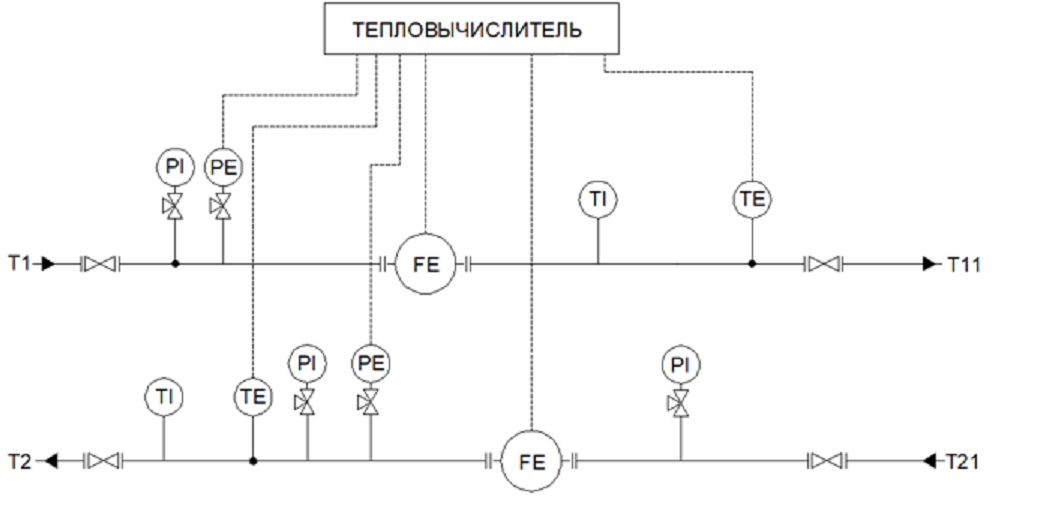 ТЕПЛОВЫЧИСЛИТЕЛЬ
PI PE
TI TE
T1 FE T11
PI PE PI
TI TE
T2 FE T21